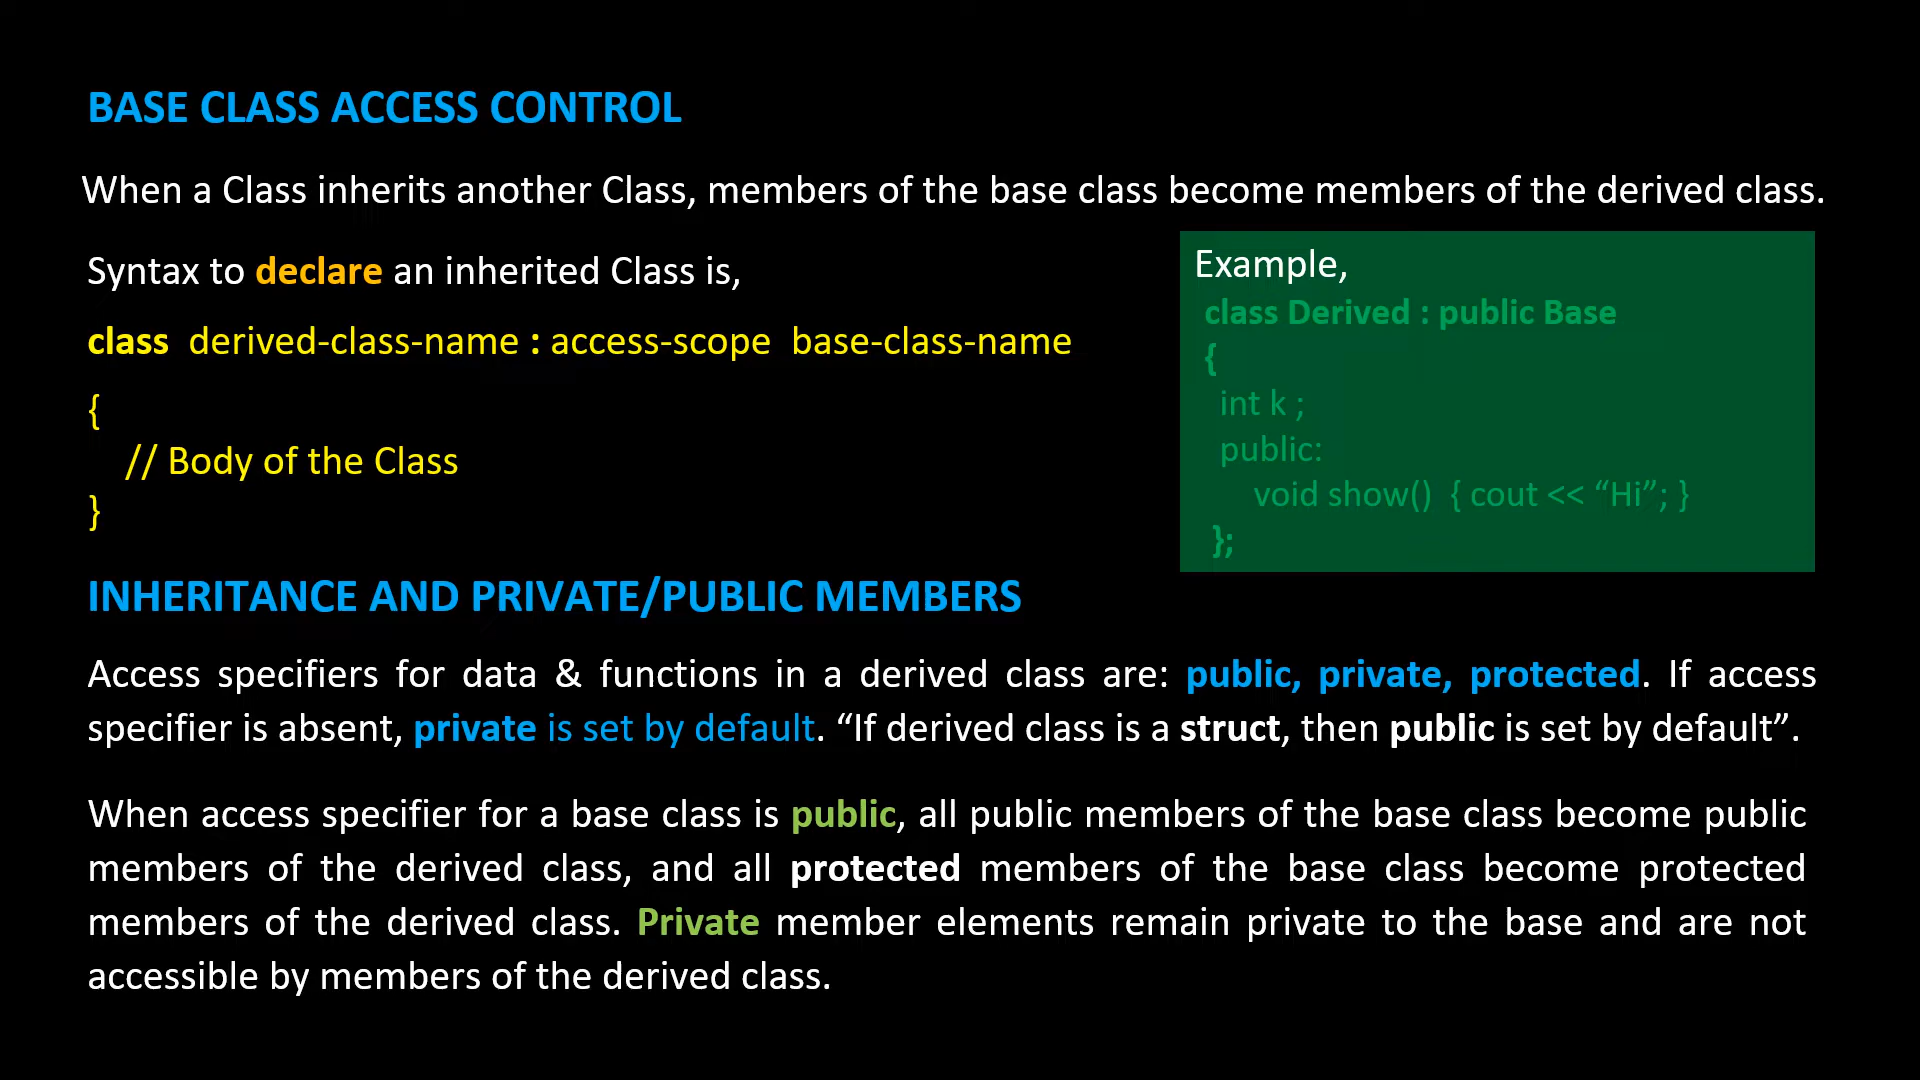 BASE CLASS ACCESS CONTROL
When a Class inherits another Class, members of the base class become members of the derived class.
Syntax to declare an inherited Class is,
class derived-class-name : access-scope base-class-name
{
// Body of the Class
}
Example,
class Derived : public Base
{
int k ;
public:
void show() { cout << “Hi”; }
};
INHERITANCE AND PRIVATE/PUBLIC MEMBERS
Access specifiers for data & functions in a derived class are: public, private, protected. If access
specifier is absent, private is set by default. “If derived class is a struct, then public is set by default”.
When access specifier for a base class is public, all public members of the base class become public
members of the derived class, and all protected members of the base class become protected
members of the derived class. Private member elements remain private to the base and are not
accessible by members of the derived class.